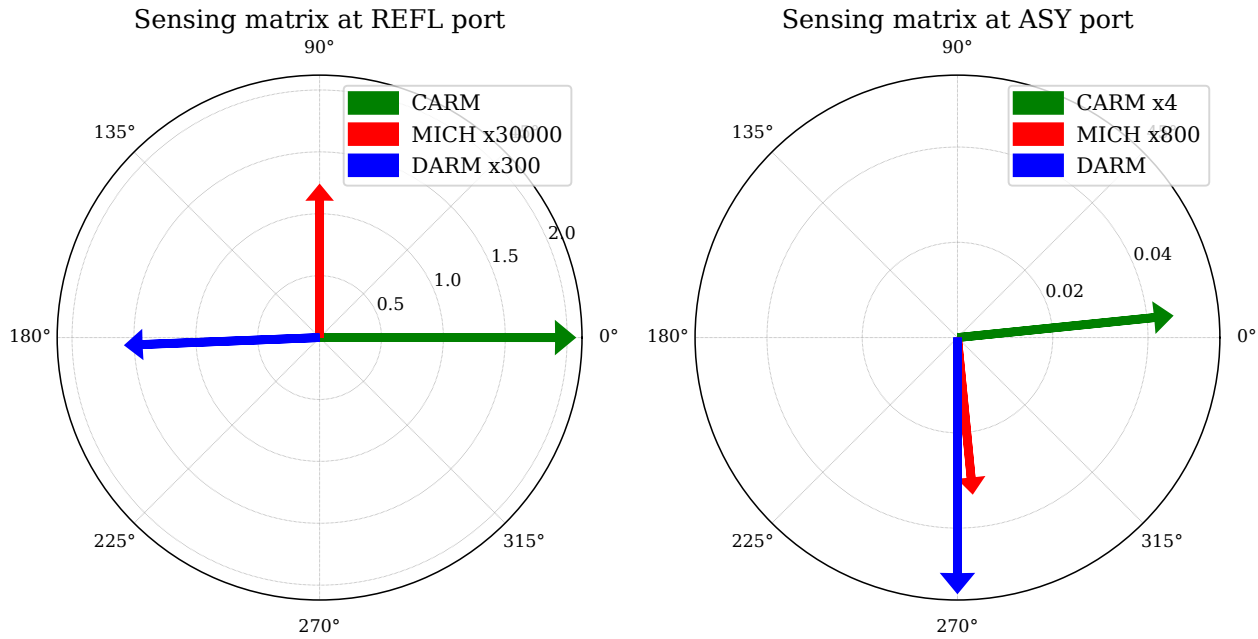 Sensing matrix at REFL port
90°
135°
CARM
MICH x30000
DARM x300
2.0
1.5
1.0
0.5
180°
0°
225°
315°
270°
Sensing matrix at ASY port
90°
135°
CARM x4
MICH x800
DARM
0.04
0.02
180°
0°
225°
315°
270°